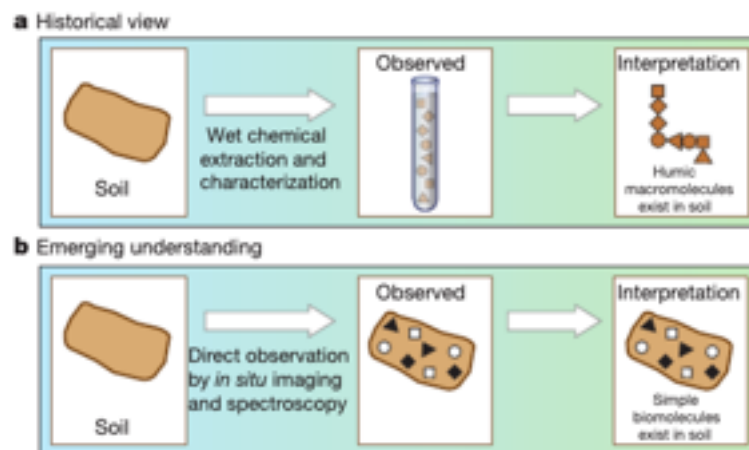 a Historical view
Soil
Wet chemical
extraction and
characterization
Observed
Interpretation
Humic
macromolecules
exist in soil
b Emerging understanding
Soil
Direct observation
by in situ imaging
and spectroscopy
Observed
Interpretation
Simple
biomolecules
exist in soil